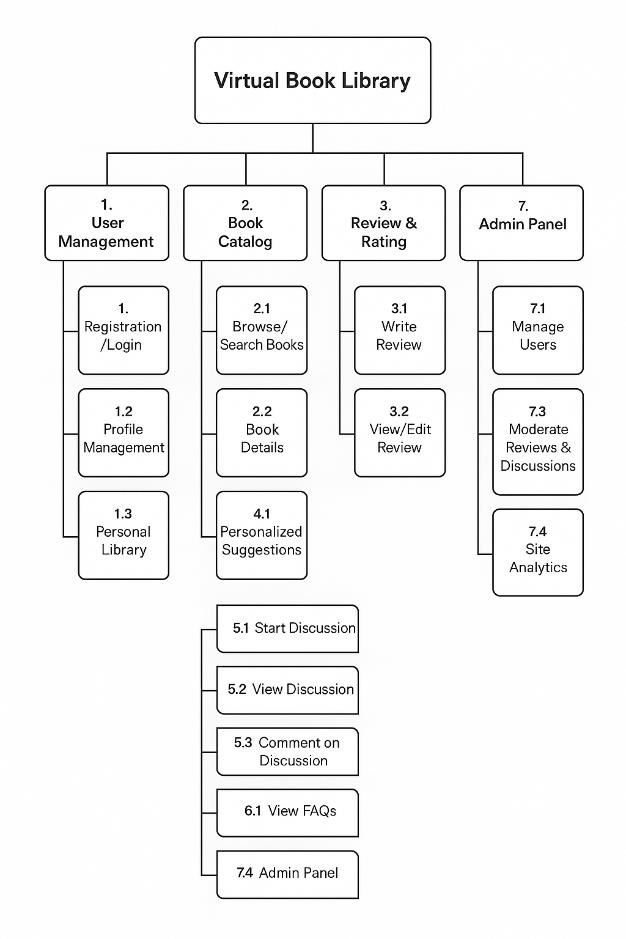 Virtual Book Library
1.
User
Management
2.
Book
Catalog
3.
Review &
Rating
7.
Admin Panel
1.
Registration
/Login
1.2
Profile
Management
1.3
Personal
Library
2.1
Browse/
Search Books
2.2
Book
Details
4.1
Personalized
Suggestions
3.1
Write
Review
3.2
View/Edit
Review
7.1
Manage
Users
7.3
Moderate
Reviews &
Discussions
7.4
Site
Analytics
5.1 Start Discussion
5.2 View Discussion
5.3 Comment on
Discussion
6.1 View FAQs
7.4 Admin Panel